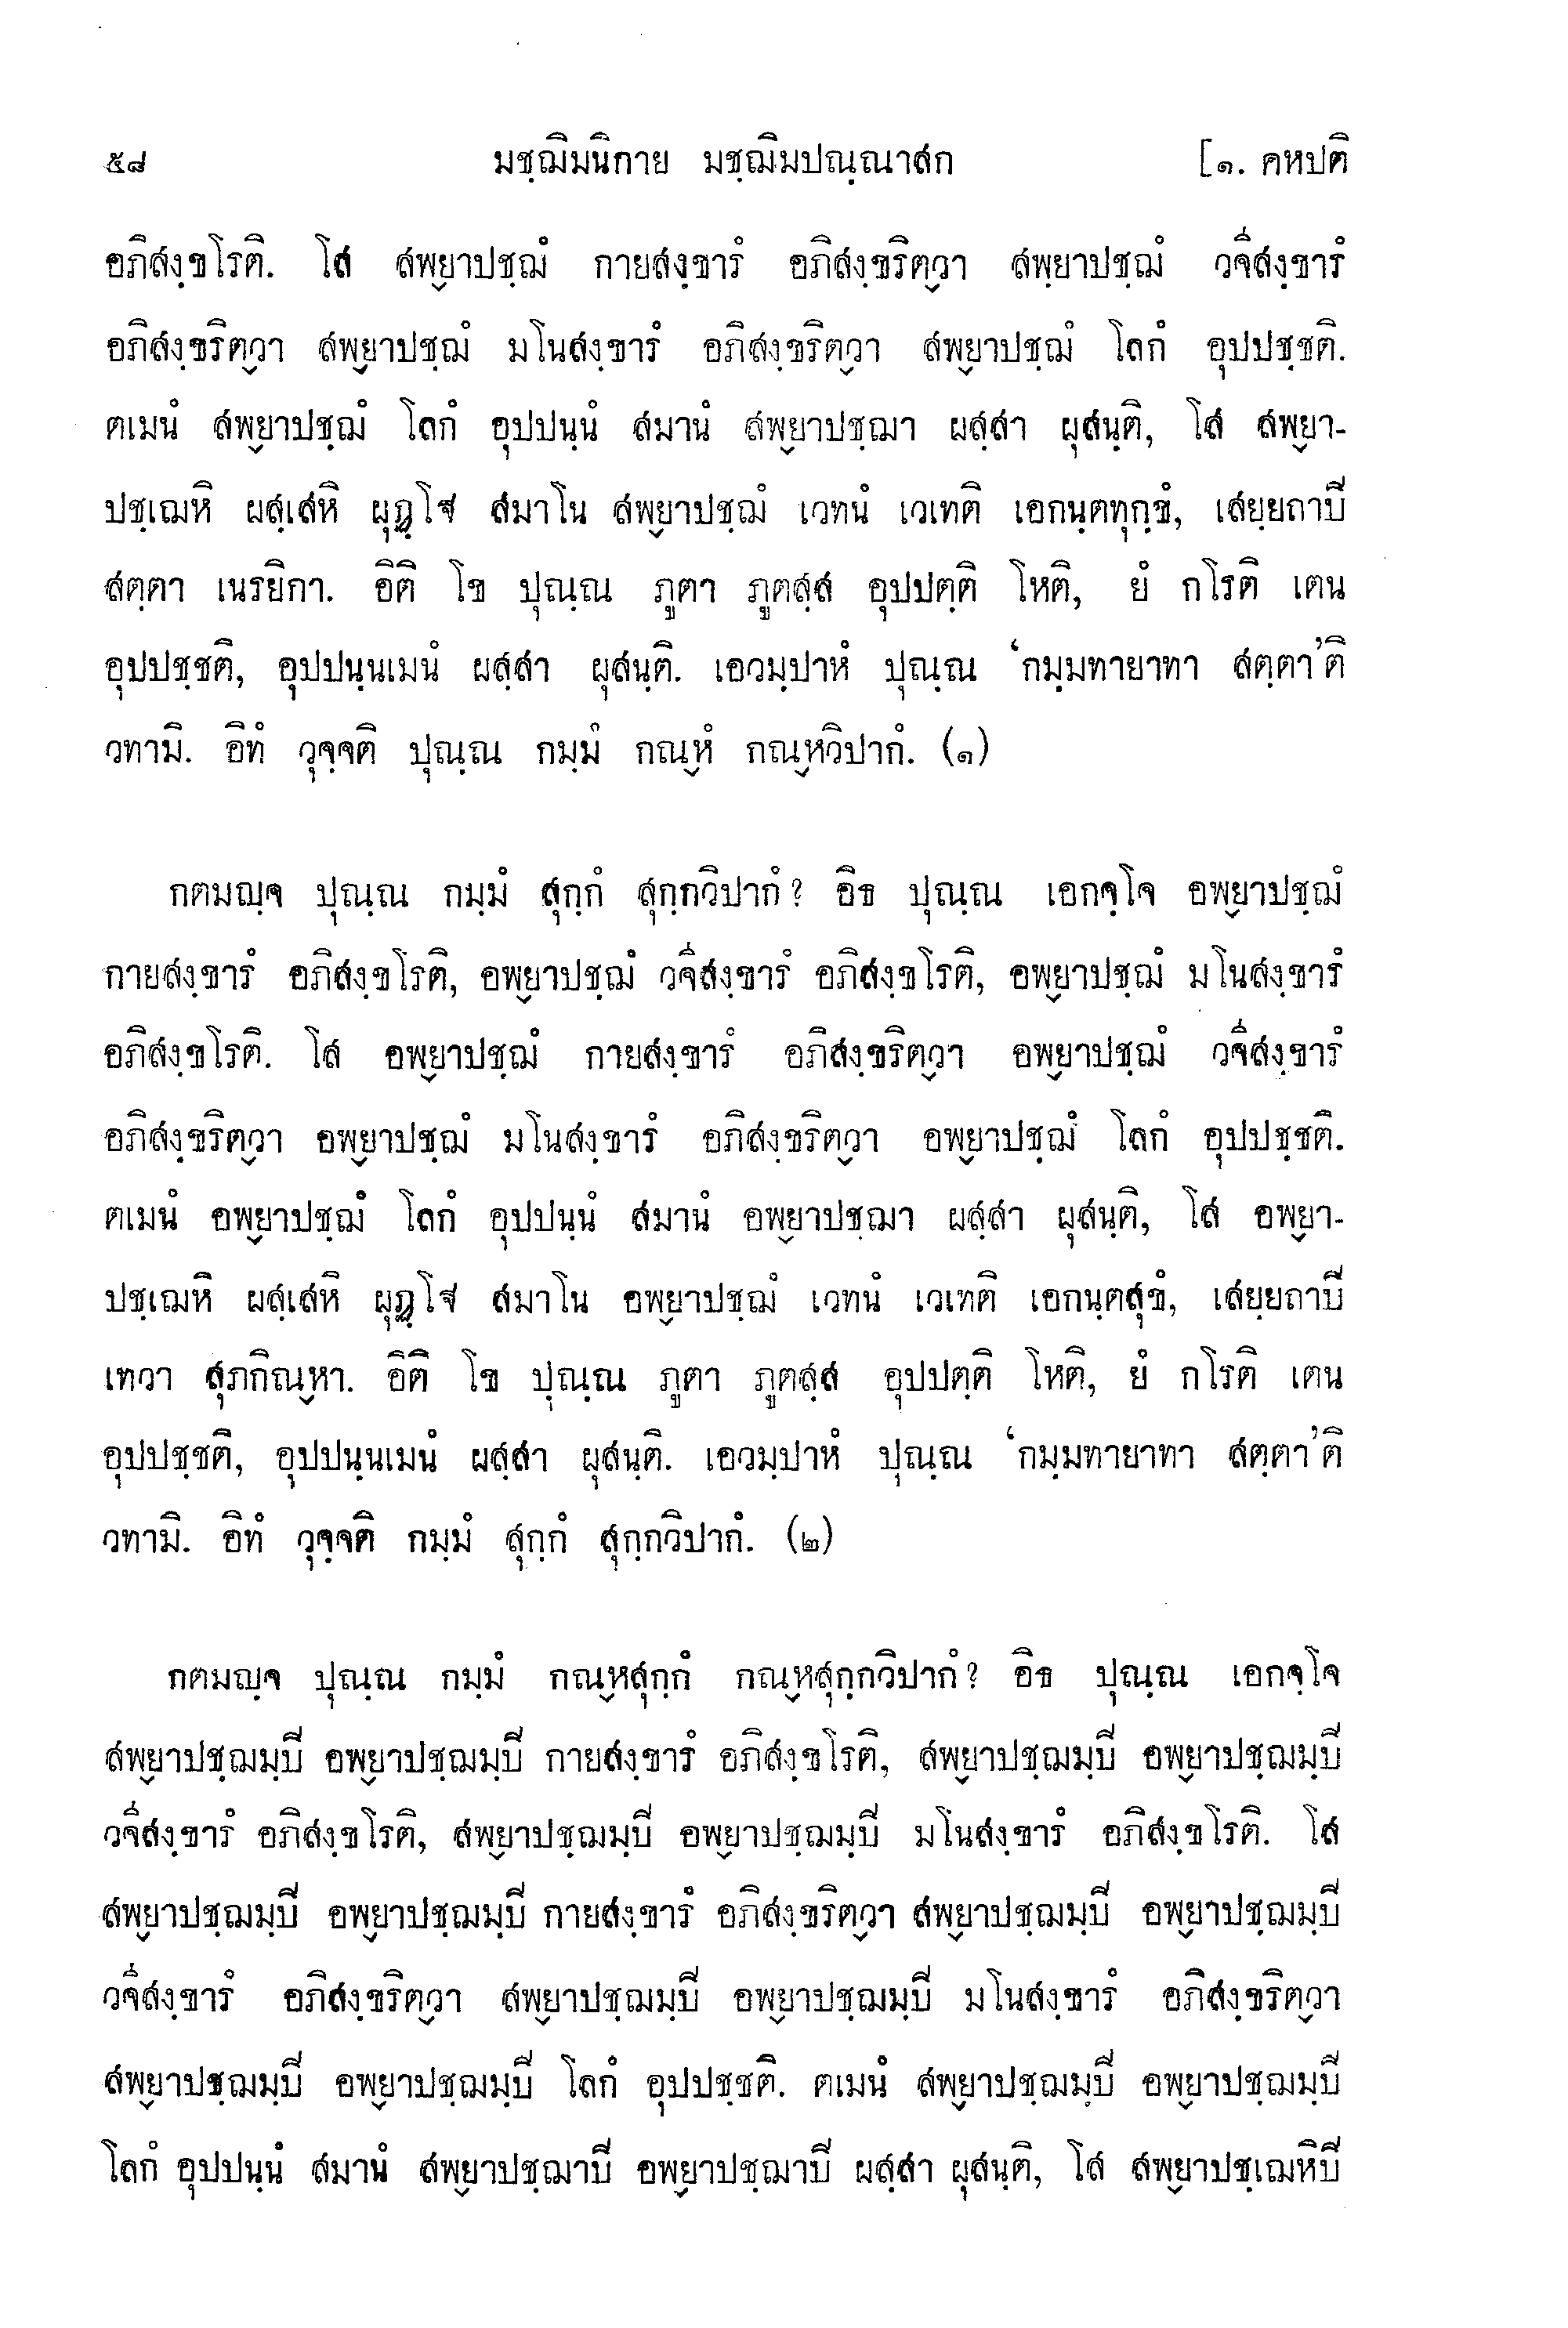 ๕๘ มชฺฌิมนิกาย มชฺฌิมปณฺณาสก [๑. คหปติ
อภิสงฺขโรติ. โส สพ๎ยาปชฺฌํ กายสงฺขารํ อภิสงฺขริต๎วา สพ๎ยาปชฺฌํ วจีสงฺขารํ
อภิสงฺขริต๎วา สพ๎ยาปชฺฌํ มโนสงฺขารํ อภิสงฺขริต๎วา สพ๎ยาปชฺฌํ โลกํ อุปปชฺชติ.
ตเมนํ สพ๎ยาปชฺฌํ โลกํ อุปปนฺนํ สมานํ สพ๎ยาปชฺฌา ผสฺสา ผุสนฺติ, โส สพ๎ยา-
ปชฺเฌหิ ผสฺเสหิ ผุฏฺโฐ สมาโน สพ๎ยาปชฺฌํ เวทนํ เวเทติ เอกนฺตทุกฺขํ, เสยฺยถาปิ
สตฺตา เนรยิกา. อิติ โข ปุณฺณ ภูตา ภูตสฺส อุปปตฺติ โหติ, ยํ กโรติ เตน
อุปปชฺชติ, อุปปนฺนเมนํ ผสฺสา ผุสนฺติ. เอวมฺปาหํ ปุณฺณ ‘กมฺมทายาทา สตฺตา’ติ
วทามิ. อิทํ วุจฺจติ ปุณฺณ กมฺมํ กณ๎หํ กณ๎หวิปากํ. (๑)

กตมญฺจ ปุณฺณ กมฺมํ สุกฺกํ สุกฺกวิปากํ? อิธ ปุณฺณ เอกจฺโจ อพ๎ยาปชฺฌํ
กายสงฺขารํ อภิสงฺขโรติ, อพ๎ยาปชฺฌํ วจีสงฺขารํ อภิสงฺขโรติ, อพ๎ยาปชฺฌํ มโนสงฺขารํ
อภิสงฺขโรติ. โส อพ๎ยาปชฺฌํ กายสงฺขารํ อภิสงฺขริต๎วา อพ๎ยาปชฺฌํ วจีสงฺขารํ
อภิสงฺขริต๎วา อพ๎ยาปชฺฌํ มโนสงฺขารํ อภิสงฺขริต๎วา อพ๎ยาปชฺฌํ โลกํ อุปปชฺชติ.
ตเมนํ อพ๎ยาปชฺฌํ โลกํ อุปปนฺนํ สมานํ อพ๎ยาปชฺฌา ผสฺสา ผุสนฺติ, โส อพ๎ยา-
ปชฺเฌหิ ผสฺเสหิ ผุฏฺโฐ สมาโน อพ๎ยาปชฺฌํ เวทนํ เวเทติ เอกนฺตสุขํ, เสยฺยถาปิ
เทวา สุภกิณ๎หา. อิติ โข ปุณฺณ ภูตา ภูตสฺส อุปปตฺติ โหติ, ยํ กโรติ เตน
อุปปชฺชติ, อุปปนฺนเมนํ ผสฺสา ผุสนฺติ. เอวมฺปาหํ ปุณฺณ ‘กมฺมทายาทา สตฺตา’ติ
วทามิ. อิทํ วุจฺจติ กมฺมํ สุกฺกํ สุกฺกวิปากํ. (๒)

กตมญฺจ ปุณฺณ กมฺมํ กณ๎หสุกฺกํ กณ๎หสุกฺกวิปากํ? อิธ ปุณฺณ เอกจฺโจ
สพ๎ยาปชฺฌมฺปิ อพ๎ยาปชฺฌมฺปิ กายสงฺขารํ อภิสงฺขโรติ, สพ๎ยาปชฺฌมฺปิ อพ๎ยาปชฺฌมฺปิ
วจีสงฺขารํ อภิสงฺขโรติ, สพ๎ยาปชฺฌมฺปิ อพ๎ยาปชฺฌมฺปิ มโนสงฺขารํ อภิสงฺขโรติ. โส
สพ๎ยาปชฺฌมฺปิ อพ๎ยาปชฺฌมฺปิ กายสงฺขารํ อภิสงฺขริต๎วา สพ๎ยาปชฺฌมฺปิ อพ๎ยาปชฺฌมฺปิ
วจีสงฺขารํ อภิสงฺขริต๎วา สพ๎ยาปชฺฌมฺปิ อพ๎ยาปชฺฌมฺปิ มโนสงฺขารํ อภิสงฺขริต๎วา
สพ๎ยาปชฺฌมฺปิ อพ๎ยาปชฺฌมฺปิ โลกํ อุปปชฺชติ. ตเมนํ สพ๎ยาปชฺฌมฺปิ อพ๎ยาปชฺฌมฺปิ
โลกํ อุปปนฺนํ สมานํ สพ๎ยาปชฺฌาปิ อพ๎ยาปชฺฌาปิ ผสฺสา ผุสนฺติ, โส สพ๎ยาปชฺเฌหิปิ